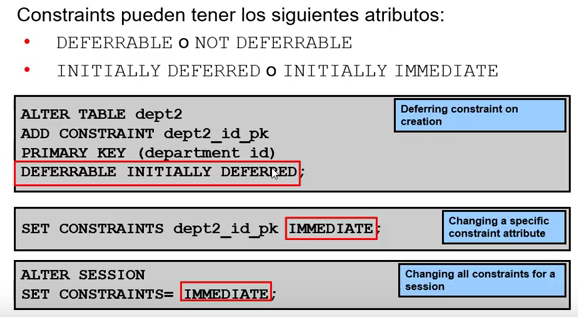 Constraints pueden tener los siguientes atributos:
• DEFERRABLE o NOT DEFERRABLE
• INITIALLY DEFERRED o INITIALLY IMMEDIATE
ALTER TABLE dept2
ADD CONSTRAINT dept2_id_pk
PRIMARY KEY (department id)
DEFERRABLE INITIALLY DEFERRED;
Deferring constraint on
creation
SET CONSTRAINTS dept2_id_pk IMMEDIATE;
Changing a specific
constraint attribute
ALTER SESSION
SET CONSTRAINTS= IMMEDIATE;
Changing all constraints for a
session